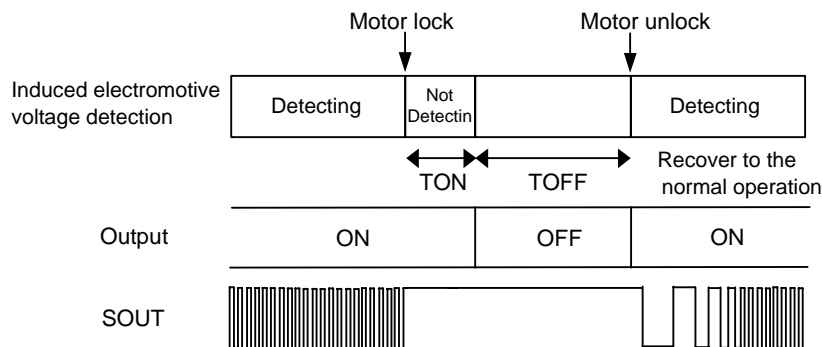 Motor lock
Motor unlock
Induced electromotive
voltage detection
Detecting
Not
Detectin
Detecting
TON
TOFF
Recover to the
normal operation
Output
ON
OFF
ON
SOUT